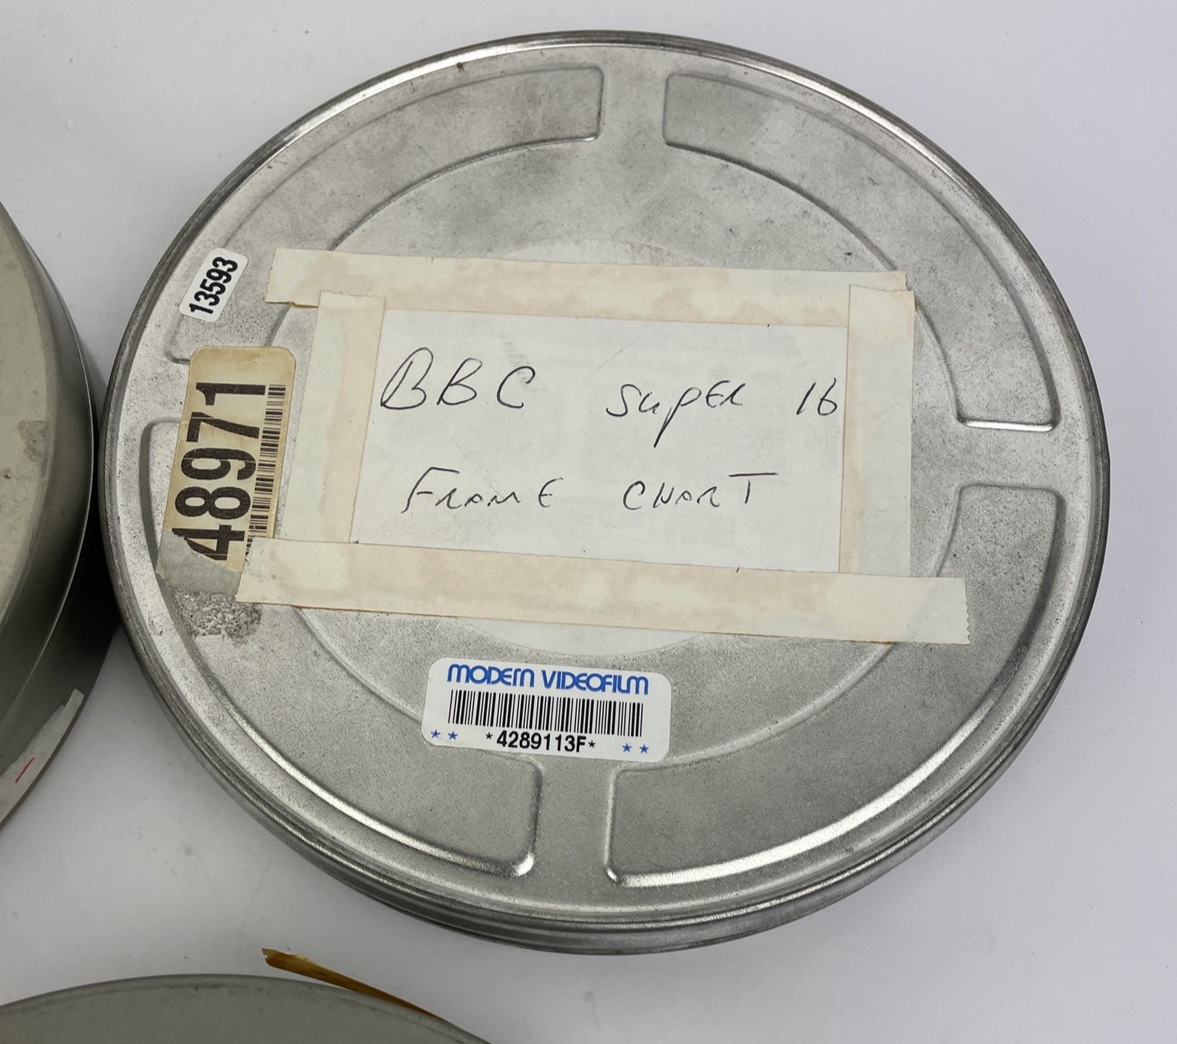 13593
48971
BBC super 16
FRAME CHART
MODERN VIDEOFILM
*4289113F*